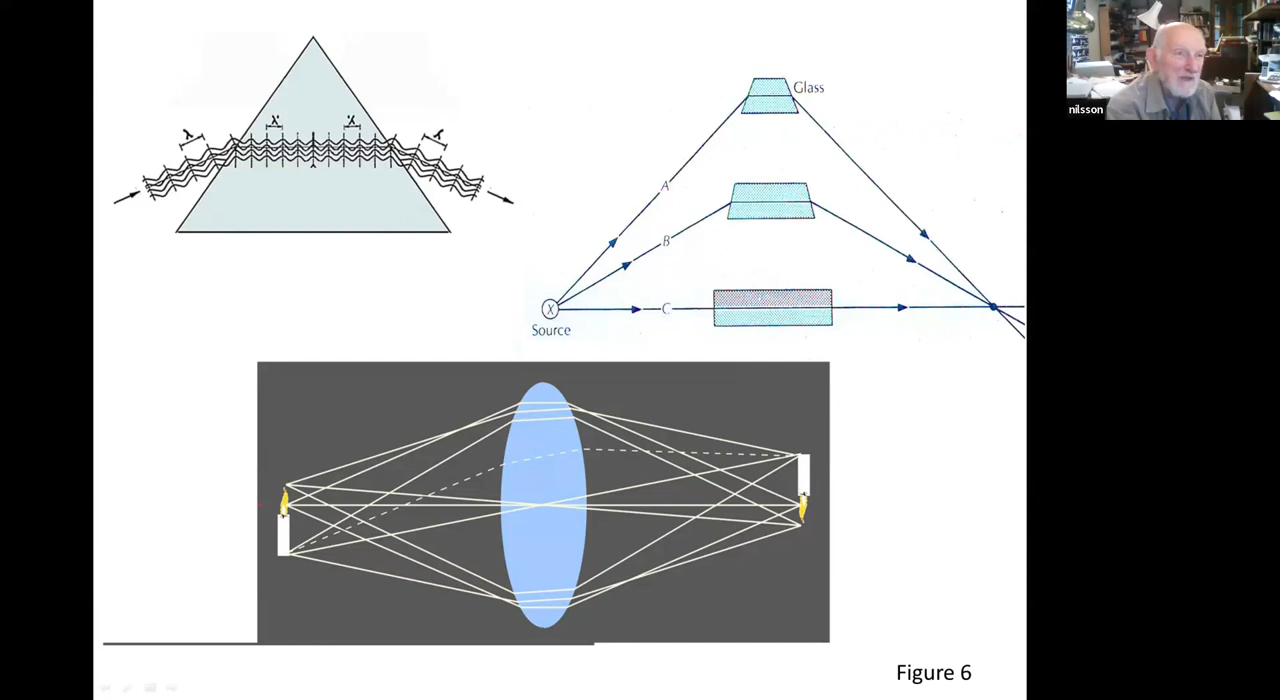 λ
λ'
λ'
λ
Glass
A
B
X
C
Source
nilsson
Figure 6